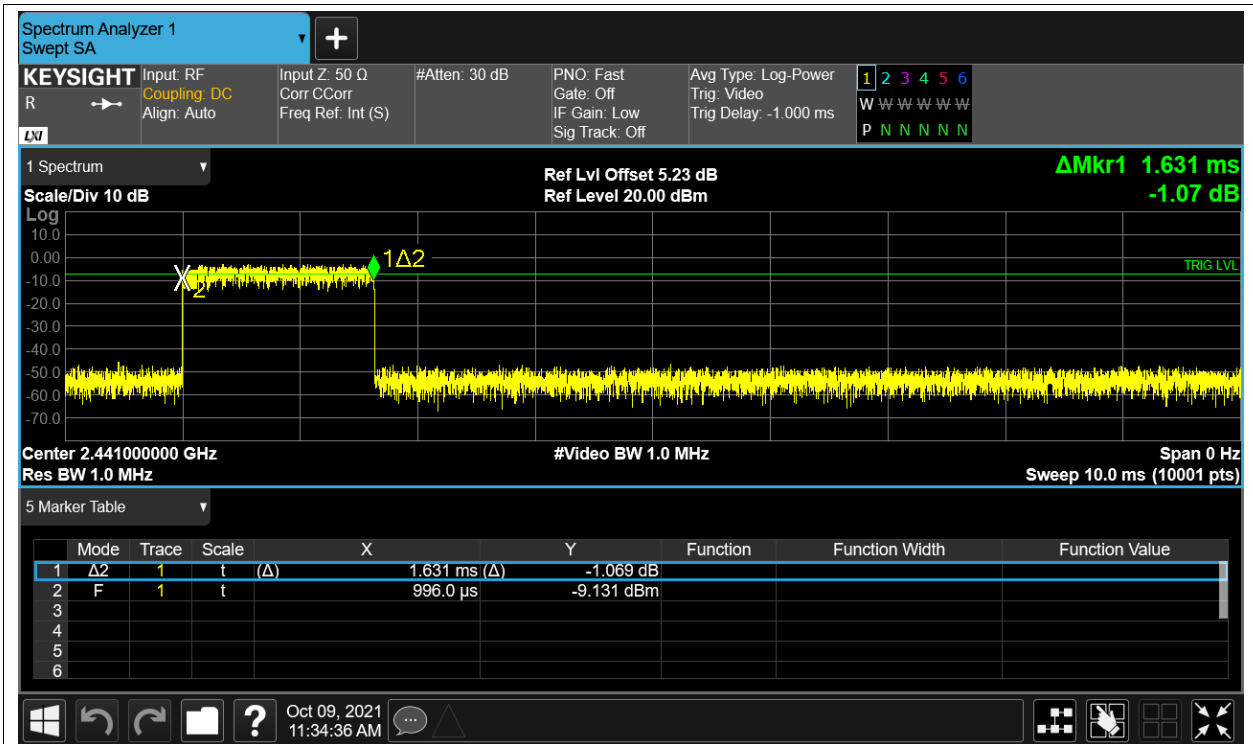 Spectrum Analyzer 1
Swept SA
KEYSIGHT Input: RF Input Z: 50 Ω #Atten: 30 dB PNO: Fast Avg Type: Log-Power 1 2 3 4 5 6
R Coupling: DC Corr CCorr Gate: Off Trig: Video W W W W W W
Align: Auto Freq Ref: Int (S) IF Gain: Low Trig Delay: -1.000 ms
LXI Sig Track: Off P N N N N N
1 Spectrum Ref Lvl Offset 5.23 dB ΔMkr1 1.631 ms
Scale/Div 10 dB Ref Level 20.00 dBm -1.07 dB
Log
10.0
0.00 1Δ2 TRIG LVL
-10.0 X 2
-20.0
-30.0
-40.0
-50.0
-60.0
-70.0
Center 2.441000000 GHz #Video BW 1.0 MHz Span 0 Hz
Res BW 1.0 MHz Sweep 10.0 ms (10001 pts)
5 Marker Table
Mode Trace Scale X Y Function Function Width Function Value
1 Δ2 1 t (Δ) 1.631 ms (Δ) -1.069 dB
2 F 1 t 996.0 µs -9.131 dBm
3
4
5
6
? Oct 09, 2021
11:34:36 AM